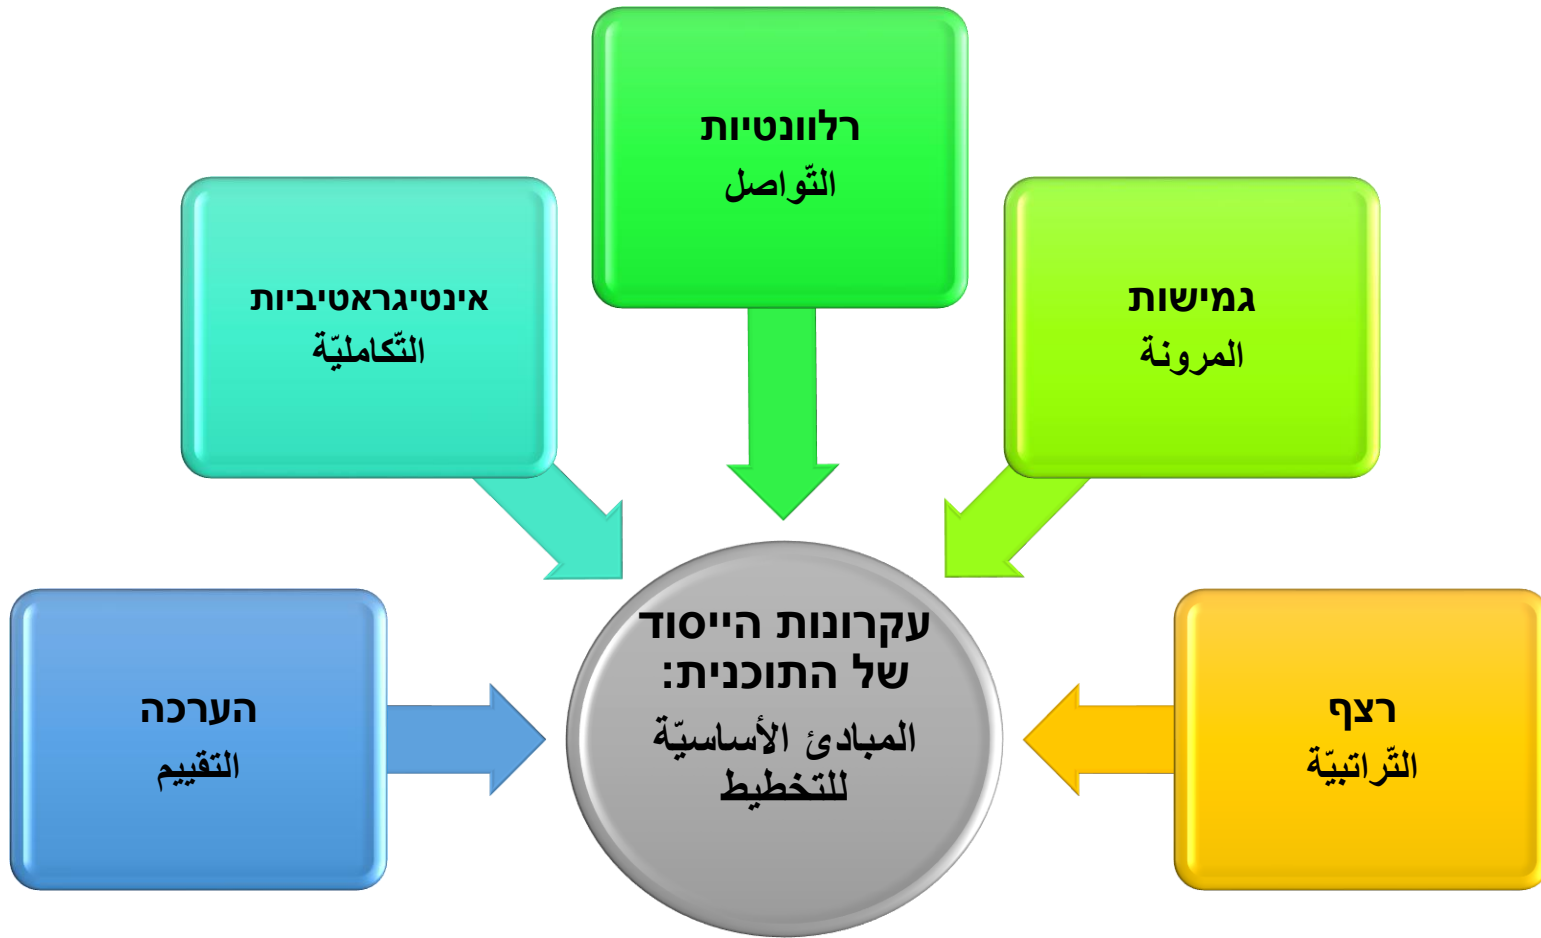 רלוונטיות
التّواصل
גמישות
المرونة
אינטיגראטיביות
التّكامليّة
רצף
التّراتبيّة
הערכה
التقييم
עקרונות הייסוד
של התוכנית:
المبادئ الأساسيّة
للتخطيط